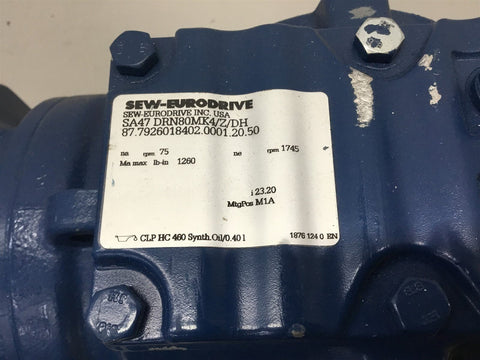 SEW-EURODRIVE
SEW-EURODRIVE INC. USA
SA47 DRN80MK4/Z/DH
87.7926018402.0001.20.50
na rpm 75 ne rpm 1745
Ma max lb-in 1260
i 23.20
MtgPos M1A
CLP HC 460 Synth.Oil/0.40 l
1876 124 0 EN